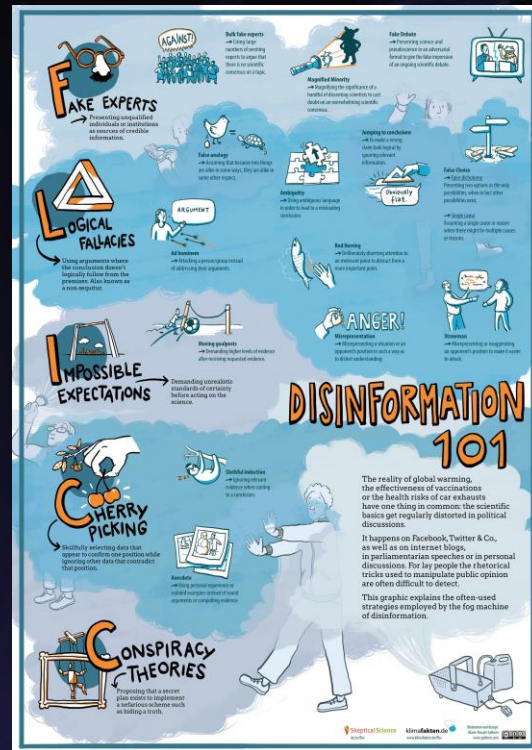 FAKE EXPERTS
→ Presenting unqualified
individuals or institutions
as sources of credible
information.
AGAINST!
Bulk fake experts
→ Citing large
numbers of seeming
experts to argue that
there is no scientific
consensus on a topic.
Magnified Minority
→ Magnifying the significance of a
handful of dissenting scientists to cast
doubt on an overwhelming scientific
consensus.
Fake Debate
→ Presenting science and
pseudoscience in an adversarial
format to give the false impression
of an ongoing scientific debate.
LOGICAL
FALLACIES
Using arguments where
the conclusion doesn't
logically follow from the
premises. Also known as
a non sequitur.
False analogy
→ Assuming that because two things
are alike in some ways, they are alike in
some other respect.
ARGUMENT
Ad hominem
→ Attacking a person/group instead
of addressing their arguments.
Ambiguity
→ Using ambiguous language
in order to lead to a misleading
conclusion.
Jumping to conclusions
logical by
ignoring relevant
information.
Obviously
flat.
Red Herring
→ Deliberately diverting attention to
an irrelevant point to distract from a
more important point.
False Choice
→ False dichotomy
Presenting two options as the only
possibilities, when in fact other
possibilities exist.
→ Single cause
Assuming a single cause or reason
when there might be multiple causes
or reasons.
ANGER!
Misrepresentation
→ Misrepresenting a situation or an
opponent's position in such a way as
to distort understanding.
Strawman
→ Misrepresenting or exaggerating
an opponent's position to make it easier
to attack.
IMPOSSIBLE
EXPECTATIONS
Demanding unrealistic
standards of certainty
before acting on the
science.
Moving goalposts
→ Demanding higher levels of evidence
after receiving requested evidence.
CHERRY
PICKING
Skillfully selecting data that
appear to confirm one position while
ignoring other data that contradict
that position.
Slothful induction
→ Ignoring relevant
evidence when coming
to a conclusion.
Anecdote
→ Using personal experience or
isolated examples instead of sound
arguments or compelling evidence
CONSPIRACY
THEORIES
Proposing that a secret
plan exists to implement
a nefarious scheme such
as hiding a truth.
DISINFORMATION
101
The reality of global warming,
the effectiveness of vaccinations
or the health risks of car exhausts
have one thing in common: the scientific
basics get regularly distorted in political
discussions.
It happens on Facebook, Twitter & Co.,
as well as on internet blogs,
in parliamentarian speeches or in personal
discussions. For lay people the rhetorical
tricks used to manipulate public opinion
are often difficult to detect.
This graphic explains the often-used
strategies employed by the fog machine
of disinformation.
Skeptical Science
klimafakten.de